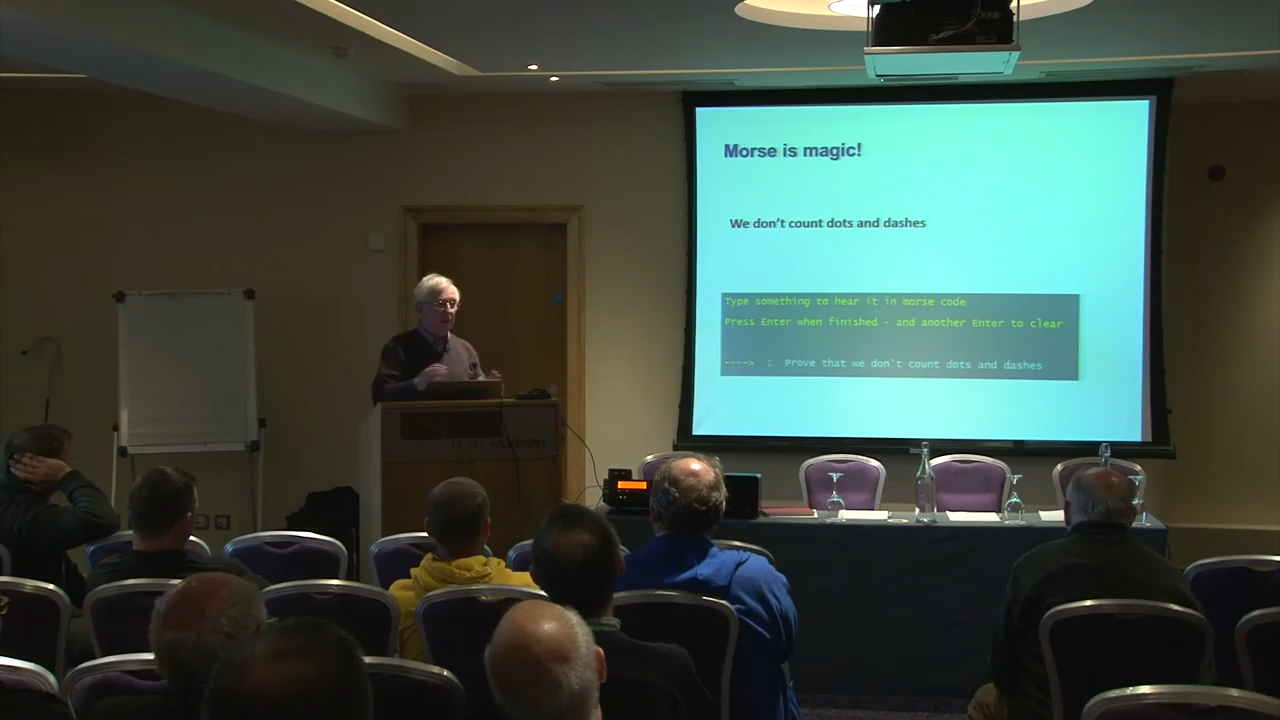 Morse is magic!
We don't count dots and dashes
Type something to hear it in morse code
Press Enter when finished - and another Enter to clear
----> : Prove that we don't count dots and dashes